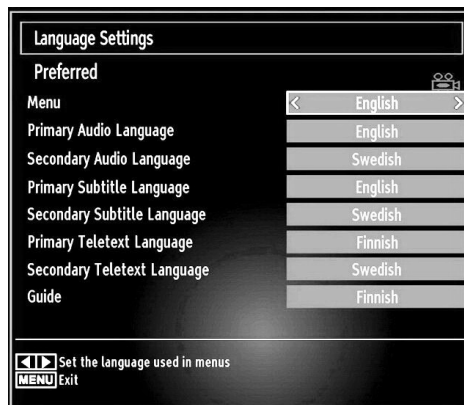 Language Settings
Preferred
Menu English
Primary Audio Language English
Secondary Audio Language Swedish
Primary Subtitle Language English
Secondary Subtitle Language Swedish
Primary Teletext Language Finnish
Secondary Teletext Language Swedish
Guide Finnish
Set the language used in menus
MENU Exit